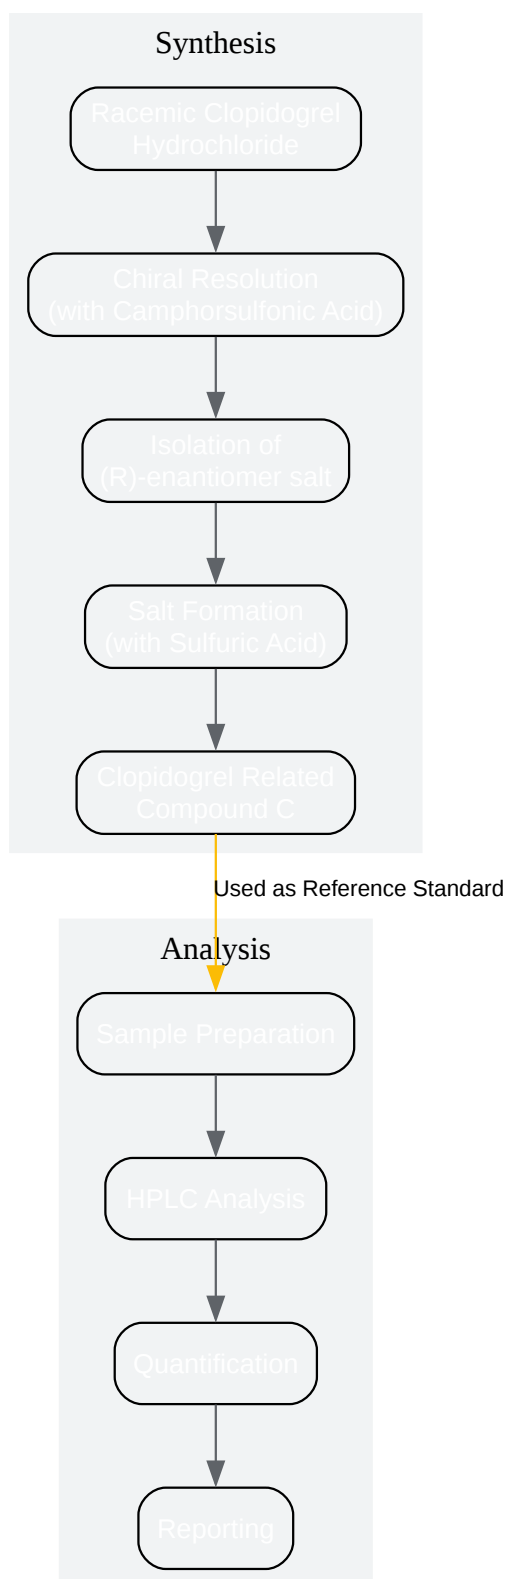 Synthesis
Racemic Clopidogrel
Hydrochloride
Chiral Resolution
(with Camphorsulfonic Acid)
Isolation of
(R)-enantiomer salt
Salt Formation
(with Sulfuric Acid)
Clopidogrel Related
Compound C
Used as Reference Standard
Analysis
Sample Preparation
HPLC Analysis
Quantification
Reporting